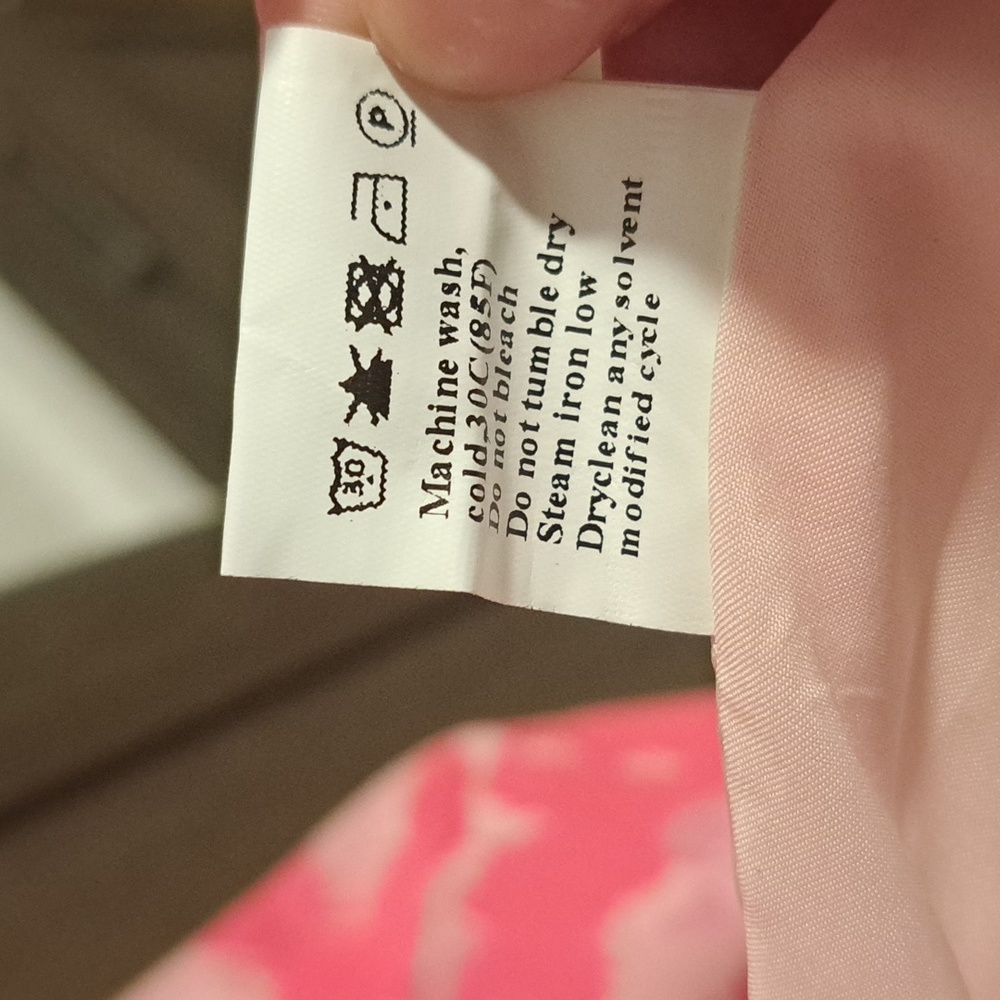 30 P
Machine wash,
cold 30C(85F)
Do not bleach
Do not tumble dry
Steam iron low
Dryclean any solvent
modified cycle